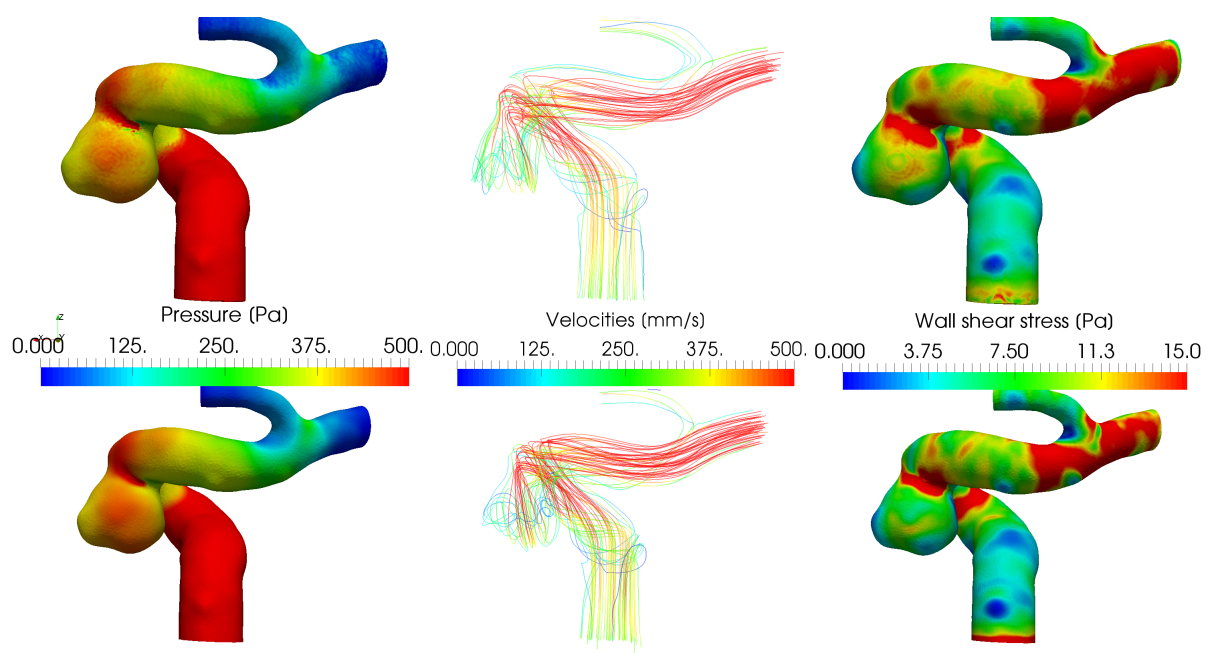 Pressure (Pa)
0.000 125. 250. 375. 500.
z
x Y
Velocities (mm/s)
0.000 125. 250. 375. 500.
Wall shear stress (Pa)
0.000 3.75 7.50 11.3 15.0